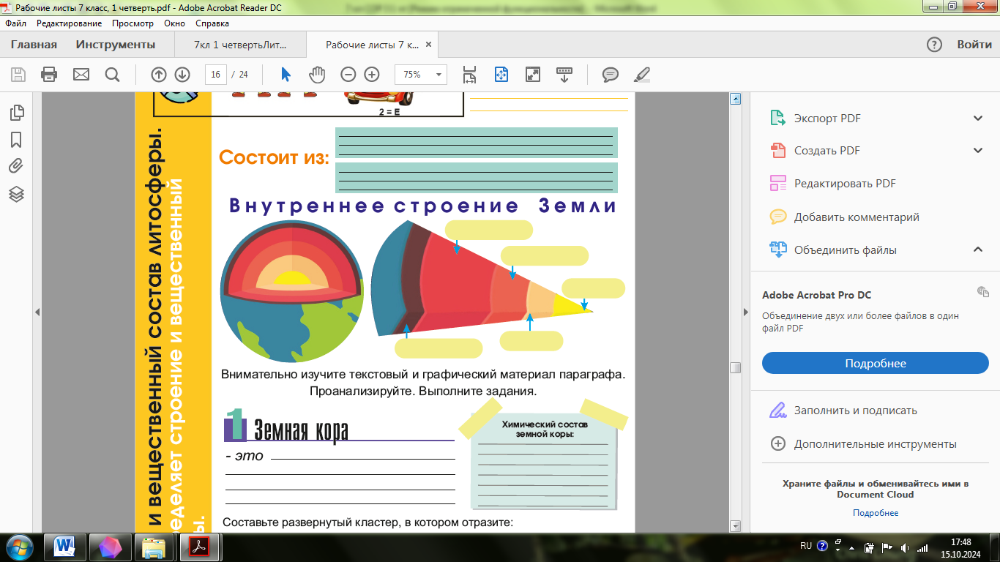 Рабочие листы 7 класс, 1 четверть.pdf - Adobe Acrobat Reader DC
Файл Редактирование Просмотр Окно Справка
Главная Инструменты 7кл 1 четвертьЛит... Рабочие листы 7 к... Войти
16 / 24 75%
2 = Е
и вещественный состав литосферы.
ределяет строение и вещественный
ы.
Состоит из:
Внутреннее строение Земли
Внимательно изучите текстовый и графический материал параграфа.
Проанализируйте. Выполните задания.
1 Земная кора
- это
Химический состав
земной коры:
Составьте развернутый кластер, в котором отразите:
Экспорт PDF
Создать PDF
Редактировать PDF
Добавить комментарий
Объединить файлы
Adobe Acrobat Pro DC
Объединение двух или более файлов в один
файл PDF
Подробнее
Заполнить и подписать
Дополнительные инструменты
Храните файлы и обменивайтесь ими в
Document Cloud
Подробнее
RU
17:48
15.10.2024